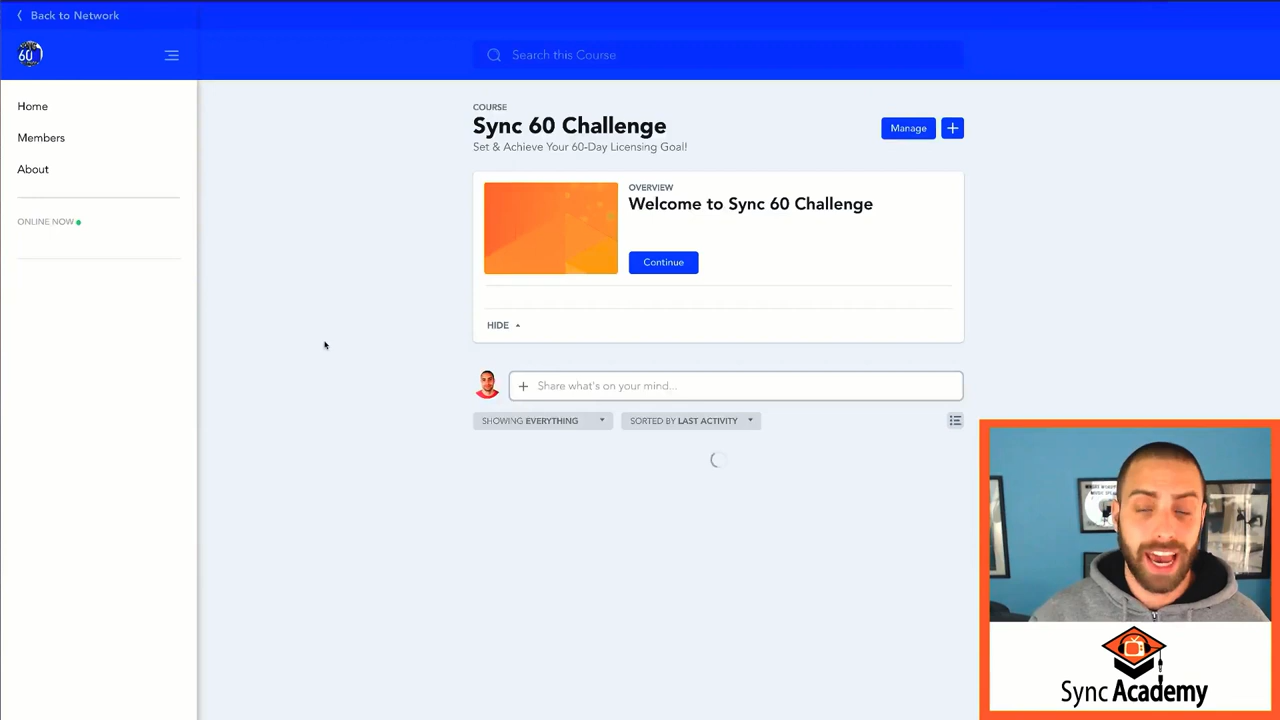 Back to Network
60
Search this Course
Home
Members
About
ONLINE NOW
COURSE
Sync 60 Challenge
Set & Achieve Your 60-Day Licensing Goal!
Manage
OVERVIEW
Welcome to Sync 60 Challenge
Continue
HIDE
Share what's on your mind...
SHOWING EVERYTHING
SORTED BY LAST ACTIVITY
Sync Academy